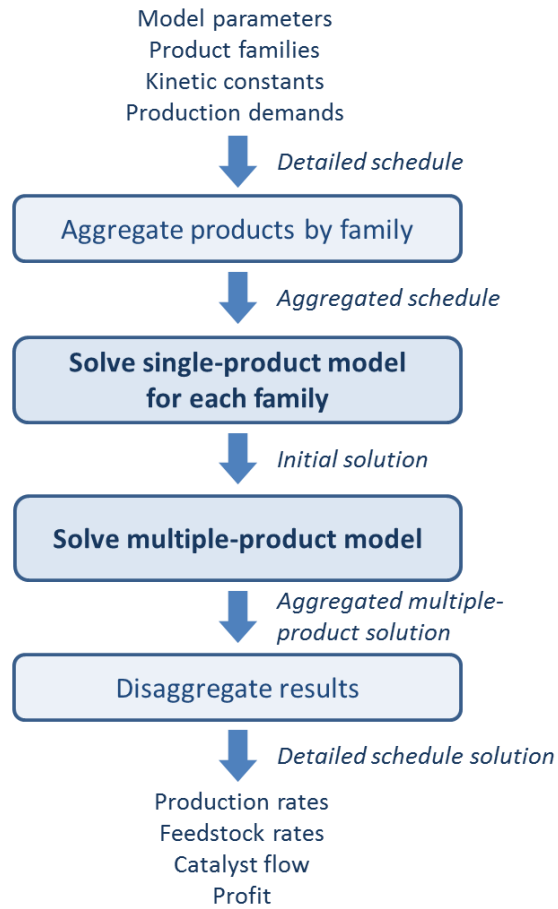 Model parameters
Product families
Kinetic constants
Production demands
Detailed schedule
Aggregate products by family
Aggregated schedule
Solve single-product model
for each family
Initial solution
Solve multiple-product model
Aggregated multiple-
product solution
Disaggregate results
Detailed schedule solution
Production rates
Feedstock rates
Catalyst flow
Profit